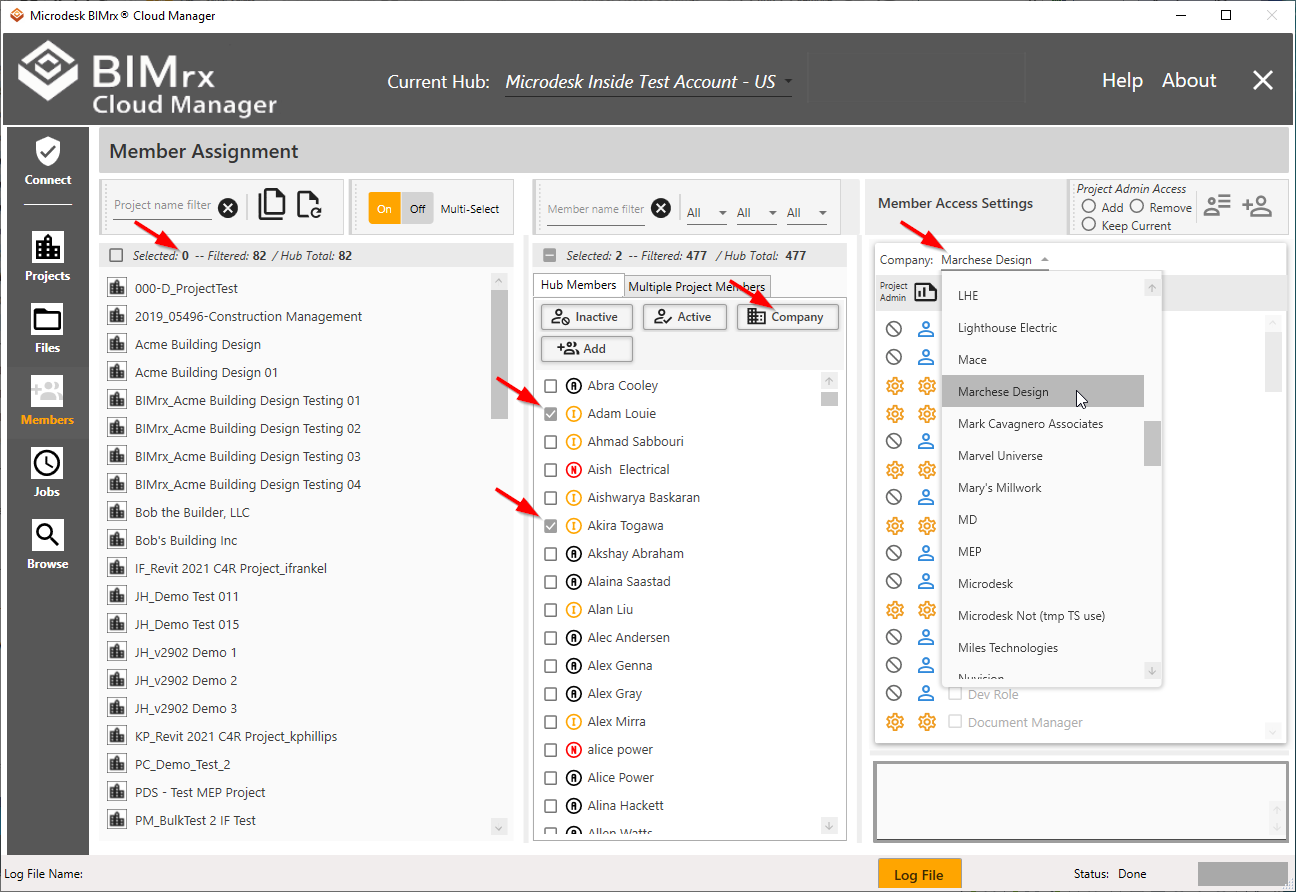 Microdesk BIMrx® Cloud Manager
BIMrx
Cloud Manager
Current Hub: Microdesk Inside Test Account - US
Help About
Connect
Projects
Files
Members
Jobs
Browse
Member Assignment
Project name filter
On Off Multi-Select
Selected: 0 -- Filtered: 82 / Hub Total: 82
000-D_ProjectTest
2019_05496-Construction Management
Acme Building Design
Acme Building Design 01
BIMrx_Acme Building Design Testing 01
BIMrx_Acme Building Design Testing 02
BIMrx_Acme Building Design Testing 03
BIMrx_Acme Building Design Testing 04
Bob the Builder, LLC
Bob's Building Inc
IF_Revit 2021 C4R Project_ifrankel
JH_Demo Test 011
JH_Demo Test 015
JH_v2902 Demo 1
JH_v2902 Demo 2
JH_v2902 Demo 3
KP_Revit 2021 C4R Project_kphillips
PC_Demo_Test_2
PDS - Test MEP Project
PM_BulkTest 2 IF Test
Member name filter
All All All
Selected: 2 -- Filtered: 477 / Hub Total: 477
Hub Members Multiple Project Members
Inactive Active Company
Add
A Abra Cooley
I Adam Louie
I Ahmad Sabbouri
N Aish Electrical
I Aishwarya Baskaran
I Akira Togawa
A Akshay Abraham
A Alaina Saastad
I Alan Liu
A Alec Andersen
A Alex Genna
A Alex Gray
I Alex Mirra
N alice power
A Alice Power
A Alina Hackett
A Allen Watts
Member Access Settings
Project Admin Access
Add Remove
Keep Current
Company: Marchese Design
Project
Admin
LHE
Lighthouse Electric
Mace
Marchese Design
Mark Cavagnero Associates
Marvel Universe
Mary's Millwork
MD
MEP
Microdesk
Microdesk Not (tmp TS use)
Miles Technologies
Nuvision
Dev Role
Document Manager
Log File Name:
Log File
Status: Done